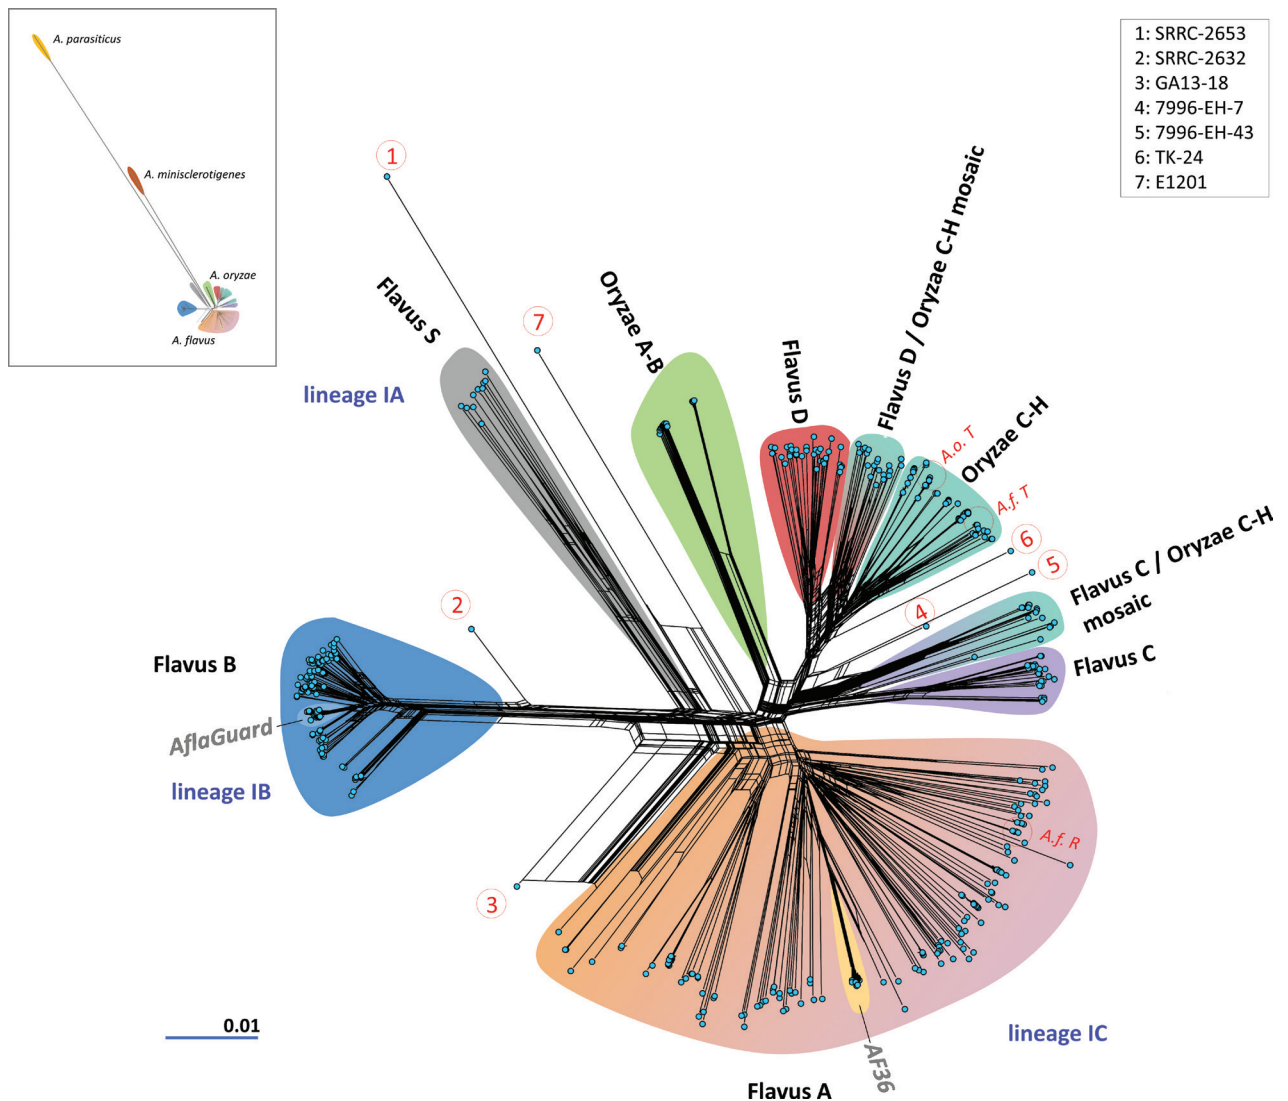 A. parasiticus
A. minisclerotigenes
A. oryzae
A. flavus
1: SRRC-2653
2: SRRC-2632
3: GA13-18
4: 7996-EH-7
5: 7996-EH-43
6: TK-24
7: E1201
1
7
Flavus S
lineage IA
Oryzae A-B
Flavus D
Flavus D / Oryzae C-H mosaic
Oryzae C-H
A.o. T
A.f. T
6
5
4
Flavus C / Oryzae C-H
mosaic
Flavus C
2
Flavus B
AflaGuard
lineage IB
3
A.f. R
0.01
lineage IC
AF36
Flavus A